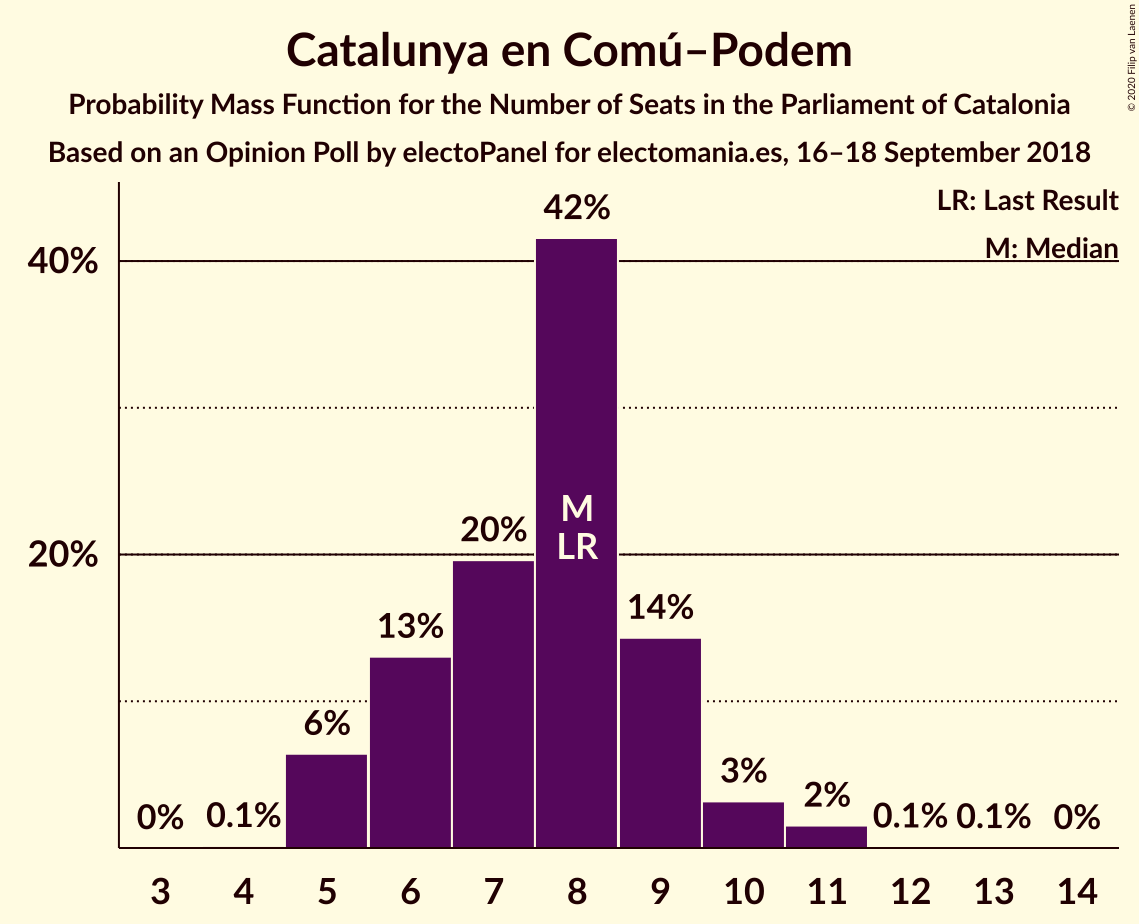 Catalunya en Comú–Podem
Probability Mass Function for the Number of Seats in the Parliament of Catalonia
Based on an Opinion Poll by electoPanel for electomania.es, 16–18 September 2018
© 2020 Filip van Laenen
LR: Last Result
M: Median
40%
20%
0%
0.1%
6%
13%
20%
42%
M
LR
14%
3%
2%
0.1%
0.1%
0%
3 4 5 6 7 8 9 10 11 12 13 14